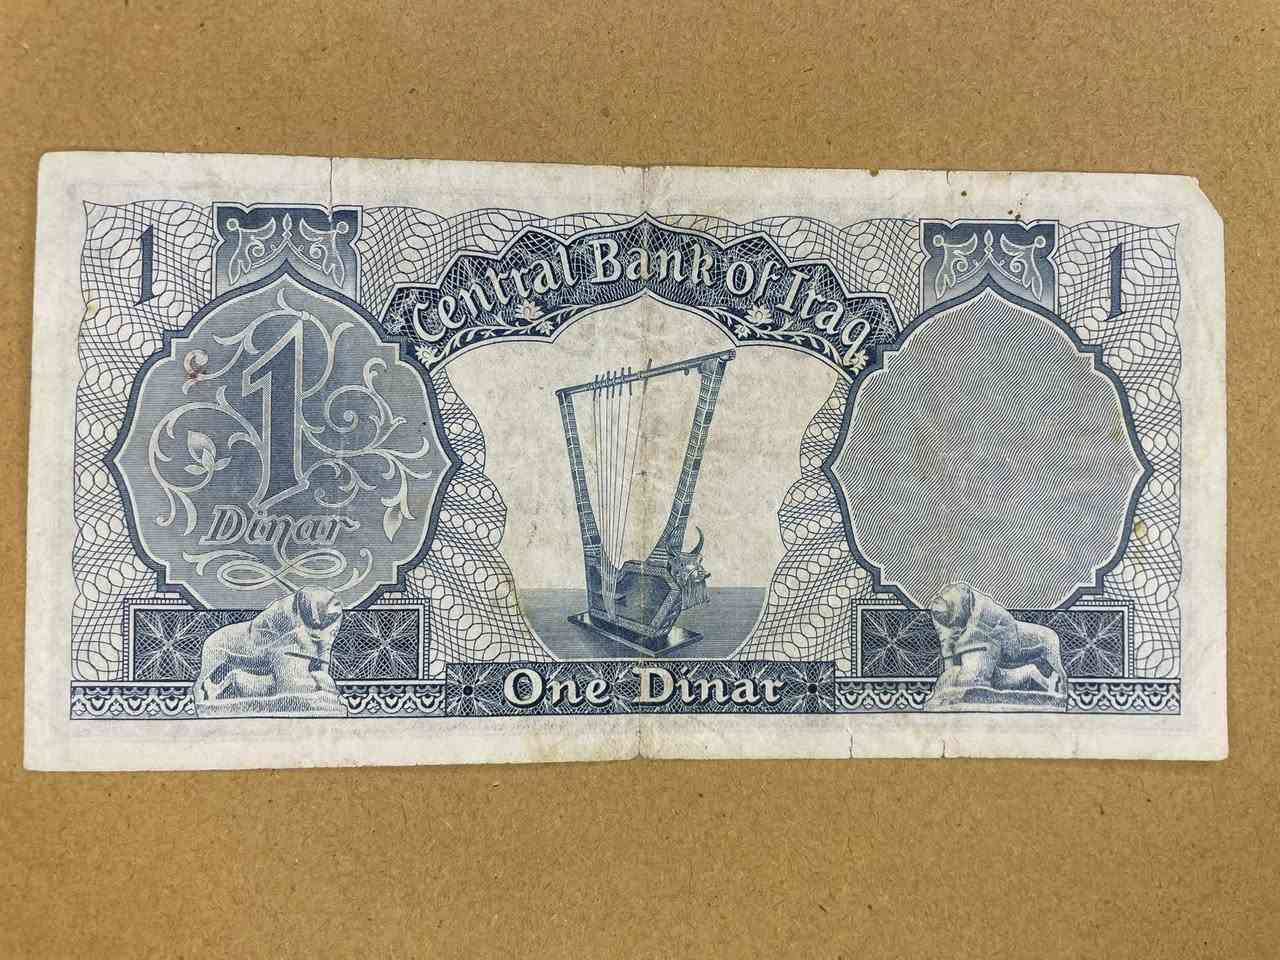 1
1
Central Bank of Iraq
1
Dinar
One Dinar